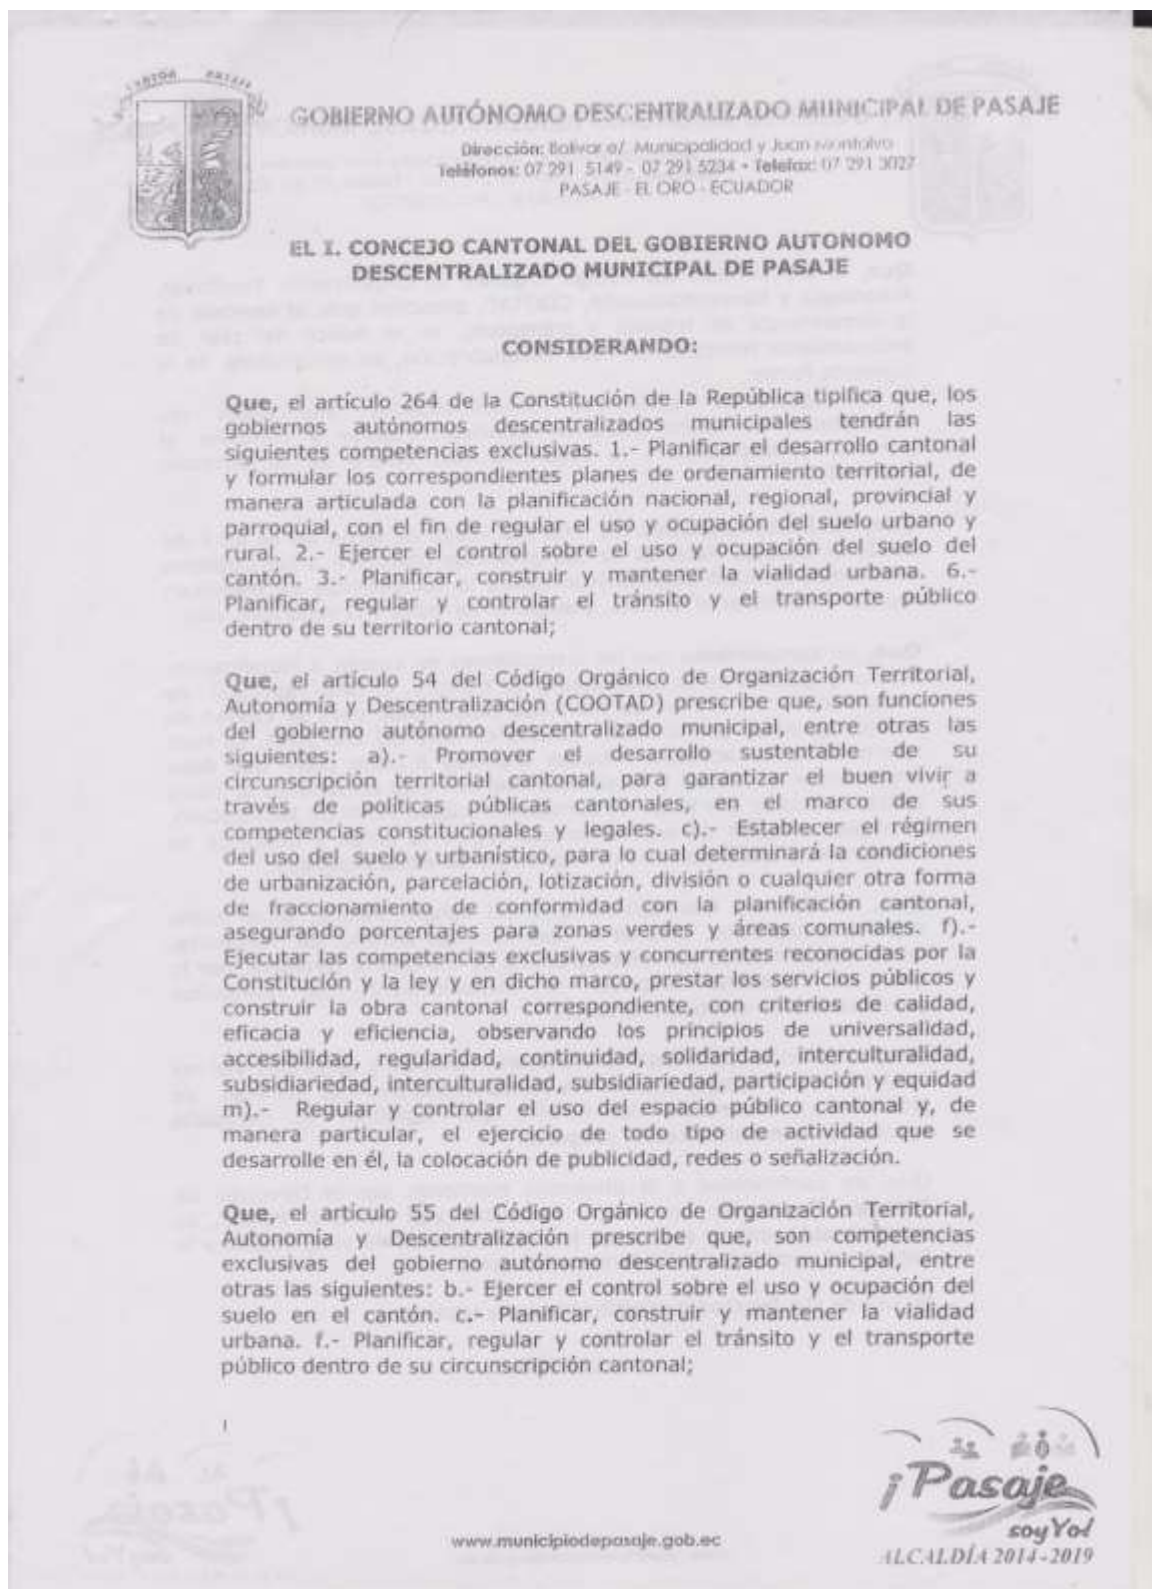 CANTÓN PASAJE
GOBIERNO AUTÓNOMO DESCENTRALIZADO MUNICIPAL DE PASAJE
Dirección: Bolívar e/ Municipalidad y Juan Montalvo
Teléfonos: 07 291 5149 - 07 291 5234 • Telefax: 07 291 3027
PASAJE - EL ORO - ECUADOR
EL I. CONCEJO CANTONAL DEL GOBIERNO AUTONOMO
DESCENTRALIZADO MUNICIPAL DE PASAJE
CONSIDERANDO:
Que, el artículo 264 de la Constitución de la República tipifica que, los
gobiernos autónomos descentralizados municipales tendrán las
siguientes competencias exclusivas. 1.- Planificar el desarrollo cantonal
y formular los correspondientes planes de ordenamiento territorial, de
manera articulada con la planificación nacional, regional, provincial y
parroquial, con el fin de regular el uso y ocupación del suelo urbano y
rural. 2.- Ejercer el control sobre el uso y ocupación del suelo del
cantón. 3.- Planificar, construir y mantener la vialidad urbana. 6.-
Planificar, regular y controlar el tránsito y el transporte público
dentro de su territorio cantonal;
Que, el artículo 54 del Código Orgánico de Organización Territorial,
Autonomía y Descentralización (COOTAD) prescribe que, son funciones
del gobierno autónomo descentralizado municipal, entre otras las
siguientes: a).- Promover el desarrollo sustentable de su
circunscripción territorial cantonal, para garantizar el buen vivir a
través de políticas públicas cantonales, en el marco de sus
competencias constitucionales y legales. c).- Establecer el régimen
del uso del suelo y urbanístico, para lo cual determinará la condiciones
de urbanización, parcelación, lotización, división o cualquier otra forma
de fraccionamiento de conformidad con la planificación cantonal,
asegurando porcentajes para zonas verdes y áreas comunales. f).-
Ejecutar las competencias exclusivas y concurrentes reconocidas por la
Constitución y la ley y en dicho marco, prestar los servicios públicos y
construir la obra cantonal correspondiente, con criterios de calidad,
eficacia y eficiencia, observando los principios de universalidad,
accesibilidad, regularidad, continuidad, solidaridad, interculturalidad,
subsidiariedad, interculturalidad, subsidiariedad, participación y equidad
m).- Regular y controlar el uso del espacio público cantonal y, de
manera particular, el ejercicio de todo tipo de actividad que se
desarrolle en él, la colocación de publicidad, redes o señalización.
Que, el artículo 55 del Código Orgánico de Organización Territorial,
Autonomía y Descentralización prescribe que, son competencias
exclusivas del gobierno autónomo descentralizado municipal, entre
otras las siguientes: b.- Ejercer el control sobre el uso y ocupación del
suelo en el cantón. c.- Planificar, construir y mantener la vialidad
urbana. f.- Planificar, regular y controlar el tránsito y el transporte
público dentro de su circunscripción cantonal;
¡Pasaje
soyYo!
www.municipiodepasaje.gob.ec
ALCALDÍA 2014-2019